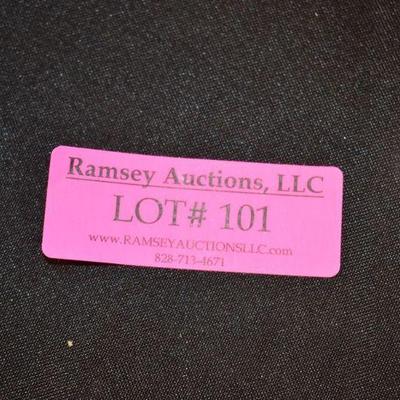 Ramsey Auctions, LLC
LOT# 101
www.RAMSEYAUCTIONSLLC.com
828-713-4671